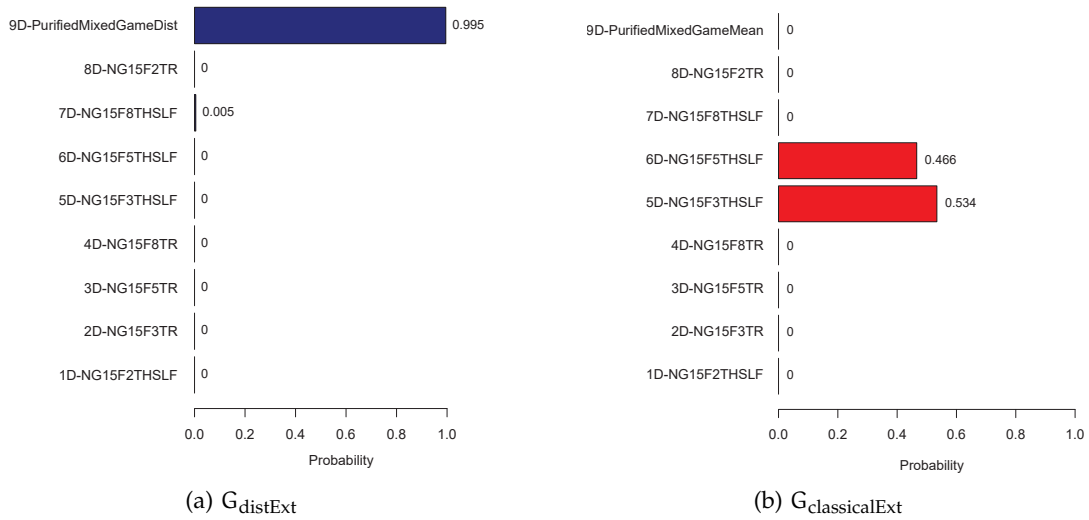 9D-PurifiedMixedGameDist 0.995
8D-NG15F2TR 0
7D-NG15F8THSLF 0.005
6D-NG15F5THSLF 0
5D-NG15F3THSLF 0
4D-NG15F8TR 0
3D-NG15F5TR 0
2D-NG15F3TR 0
1D-NG15F2THSLF 0
0.0 0.2 0.4 0.6 0.8 1.0
Probability
(a) GdistExt
9D-PurifiedMixedGameMean 0
8D-NG15F2TR 0
7D-NG15F8THSLF 0
6D-NG15F5THSLF 0.466
5D-NG15F3THSLF 0.534
4D-NG15F8TR 0
3D-NG15F5TR 0
2D-NG15F3TR 0
1D-NG15F2THSLF 0
0.0 0.2 0.4 0.6 0.8 1.0
Probability
(b) GclassicalExt